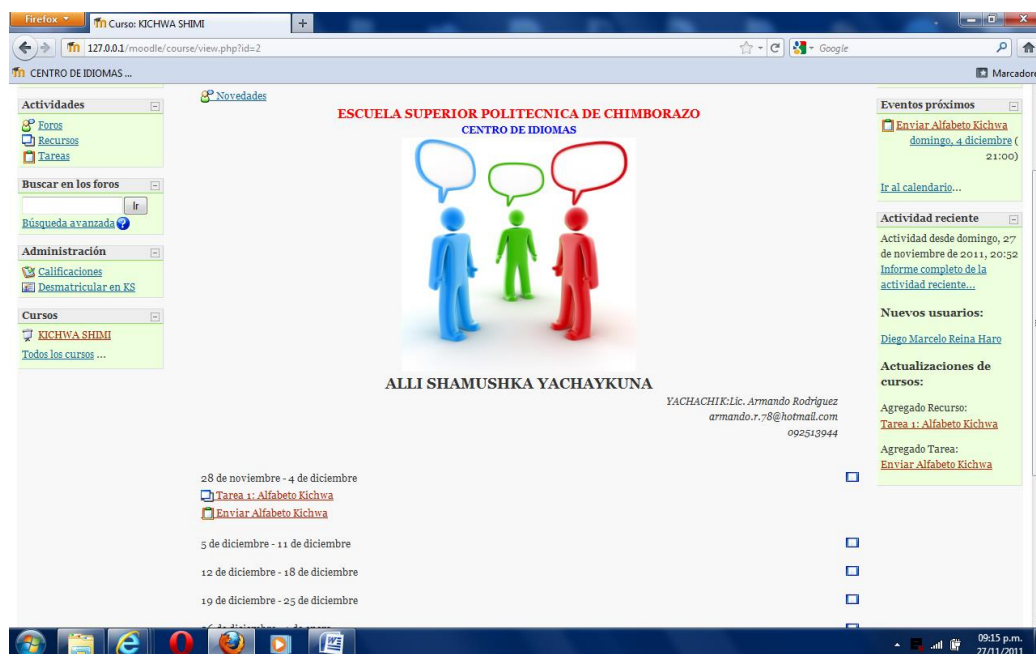 Firefox
Curso: KICHWA SHIMI
127.0.0.1/moodle/course/view.php?id=2
Google
CENTRO DE IDIOMAS ...
Marcadore
Actividades
Foros
Recursos
Tareas
Buscar en los foros
Ir
Búsqueda avanzada
Administración
Calificaciones
Desmatricular en KS
Cursos
KICHWA SHIMI
Todos los cursos ...
Novedades
ESCUELA SUPERIOR POLITECNICA DE CHIMBORAZO
CENTRO DE IDIOMAS
ALLI SHAMUSHKA YACHAYKUNA
YACHACHIK:Lic. Armando Rodriguez
armando.r.78@hotmail.com
092513944
28 de noviembre - 4 de diciembre
Tarea 1: Alfabeto Kichwa
Enviar Alfabeto Kichwa
5 de diciembre - 11 de diciembre
12 de diciembre - 18 de diciembre
19 de diciembre - 25 de diciembre
Eventos próximos
Enviar Alfabeto Kichwa
domingo, 4 diciembre (
21:00)
Ir al calendario...
Actividad reciente
Actividad desde domingo, 27
de noviembre de 2011, 20:52
Informe completo de la
actividad reciente...
Nuevos usuarios:
Diego Marcelo Reina Haro
Actualizaciones de
cursos:
Agregado Recurso:
Tarea 1: Alfabeto Kichwa
Agregado Tarea:
Enviar Alfabeto Kichwa
09:15 p.m.
27/11/2011